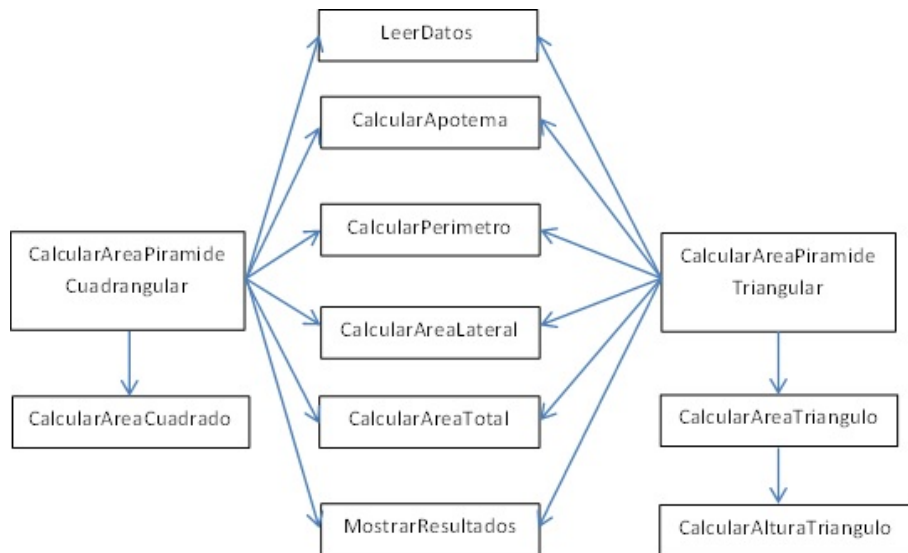 LeerDatos
CalcularApotema
CalcularPerimetro
CalcularAreaPiramide
Cuadrangular
CalcularAreaPiramide
Triangular
CalcularAreaLateral
CalcularAreaCuadrado
CalcularAreaTotal
CalcularAreaTriangulo
MostrarResultados
CalcularAlturaTriangulo